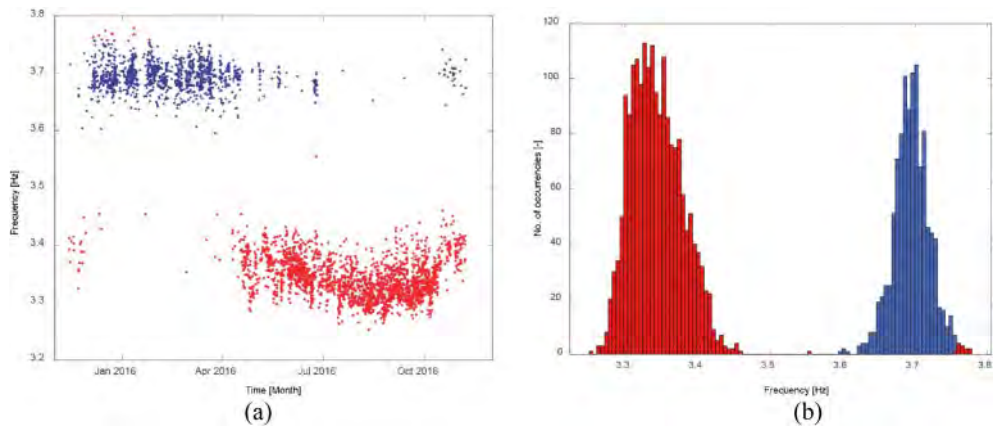 3.8
3.7
3.6
3.5
3.4
3.3
3.2
Frequency [Hz]
Jan 2016 Apr 2016 Jul 2016 Oct 2016
Time [Month]
(a)
120
100
80
60
40
20
0
No. of occurrencies [-]
3.3 3.4 3.5 3.6 3.7 3.8
Frequency [Hz]
(b)